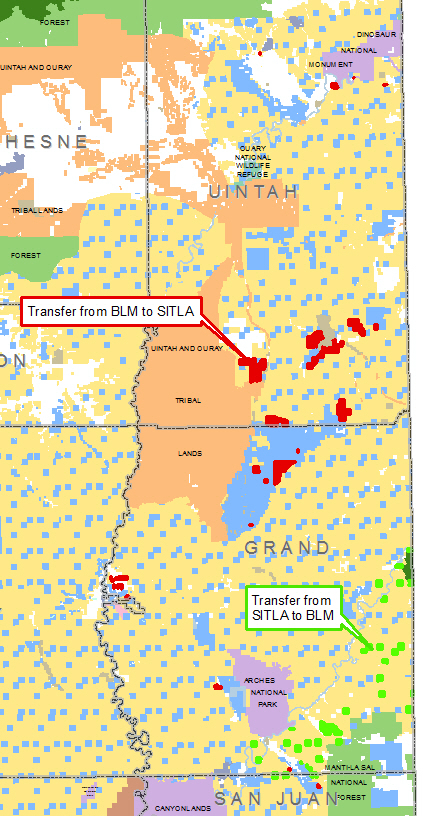 FOREST
DINOSAUR
NATIONAL
MONUMENT
UINTAH AND OURAY
HESNE
OUARY
NATIONAL
WILDLIFE
REFUGE
UINTAH
TRIBAL LANDS
FOREST
Transfer from BLM to SITLA
UINTAH AND OURAY
ON
TRIBAL
LANDS
GRAND
Transfer from
SITLA to BLM
ARCHES
NATIONAL
PARK
MANTI-LA SAL
NATIONAL
FOREST
SAN JUAN
CANYONLANDS